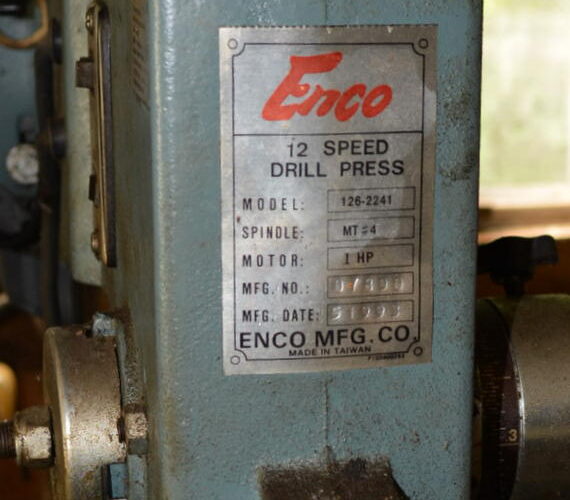 Enco
12 SPEED
DRILL PRESS
MODEL: 126-2241
SPINDLE: MT#4
MOTOR: 1 HP
MFG. NO.:
MFG. DATE:
ENCO MFG. CO.
MADE IN TAIWAN
3